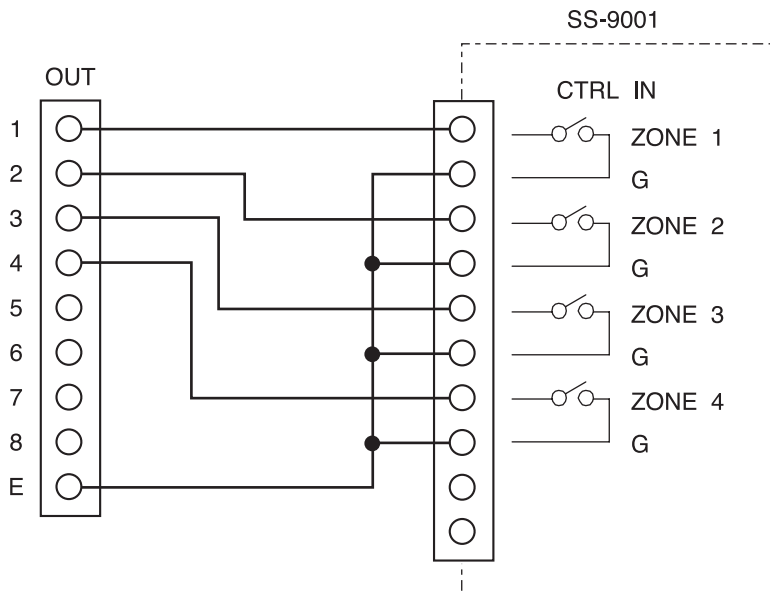 SS-9001
OUT
CTRL IN
1
2
3
4
5
6
7
8
E
ZONE 1
G
ZONE 2
G
ZONE 3
G
ZONE 4
G